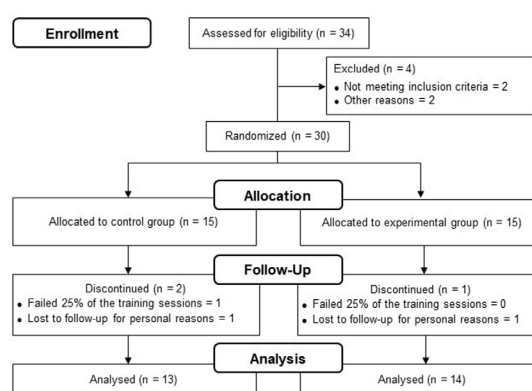 Enrollment
Assessed for eligibility (n = 34)
Excluded (n = 4)
• Not meeting inclusion criteria = 2
• Other reasons = 2
Randomized (n = 30)
Allocation
Allocated to control group (n = 15)
Allocated to experimental group (n = 15)
Follow-Up
Discontinued (n = 2)
• Failed 25% of the training sessions = 1
• Lost to follow-up for personal reasons = 1
Discontinued (n = 1)
• Failed 25% of the training sessions = 0
• Lost to follow-up for personal reasons = 1
Analysis
Analysed (n = 13)
Analysed (n = 14)